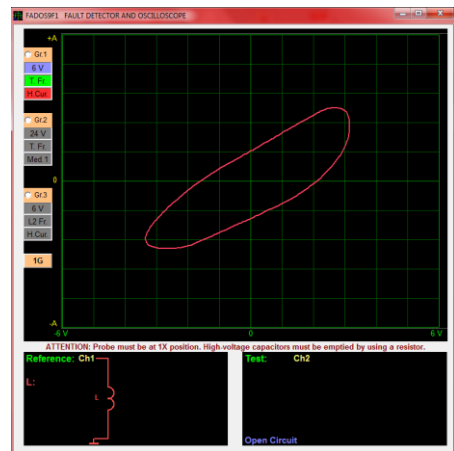 FADOS9F1 FAULT DETECTOR AND OSCILLOSCOPE
+A
Gr.1
6 V
T. Fr.
H.Cur.
Gr.2
24 V
T. Fr.
Med.1
0
Gr.3
6 V
L2 Fr.
H.Cur.
1G
-A
-6 V 0 6 V
ATTENTION: Probe must be at 1X position. High-voltage capacitors must be emptied by using a resistor.
Reference: Ch1
L:
L
Test: Ch2
Open Circuit